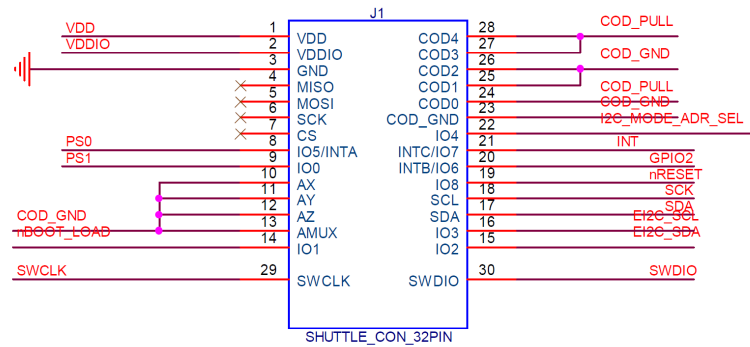 J1
VDD 1 VDD COD4 28 COD_PULL
VDDIO 2 VDDIO COD3 27
3 GND COD2 26 COD_GND
4 MISO COD1 25
5 MOSI COD0 24 COD_PULL
6 SCK COD_GND 23 COD_GND
7 CS IO4 22 I2C_MODE_ADR_SEL
PS0 8 IO5/INTA INTC/IO7 21 INT
PS1 9 IO0 INTB/IO6 20 GPIO2
10 AX IO8 19 nRESET
11 AY SCL 18 SCK
12 AZ SDA 17 SDA
COD_GND 13 AMUX IO3 16 EI2C_SCL
nBOOT_LOAD 14 IO1 IO2 15 EI2C_SDA
SWCLK 29 SWCLK SWDIO 30 SWDIO
SHUTTLE_CON_32PIN